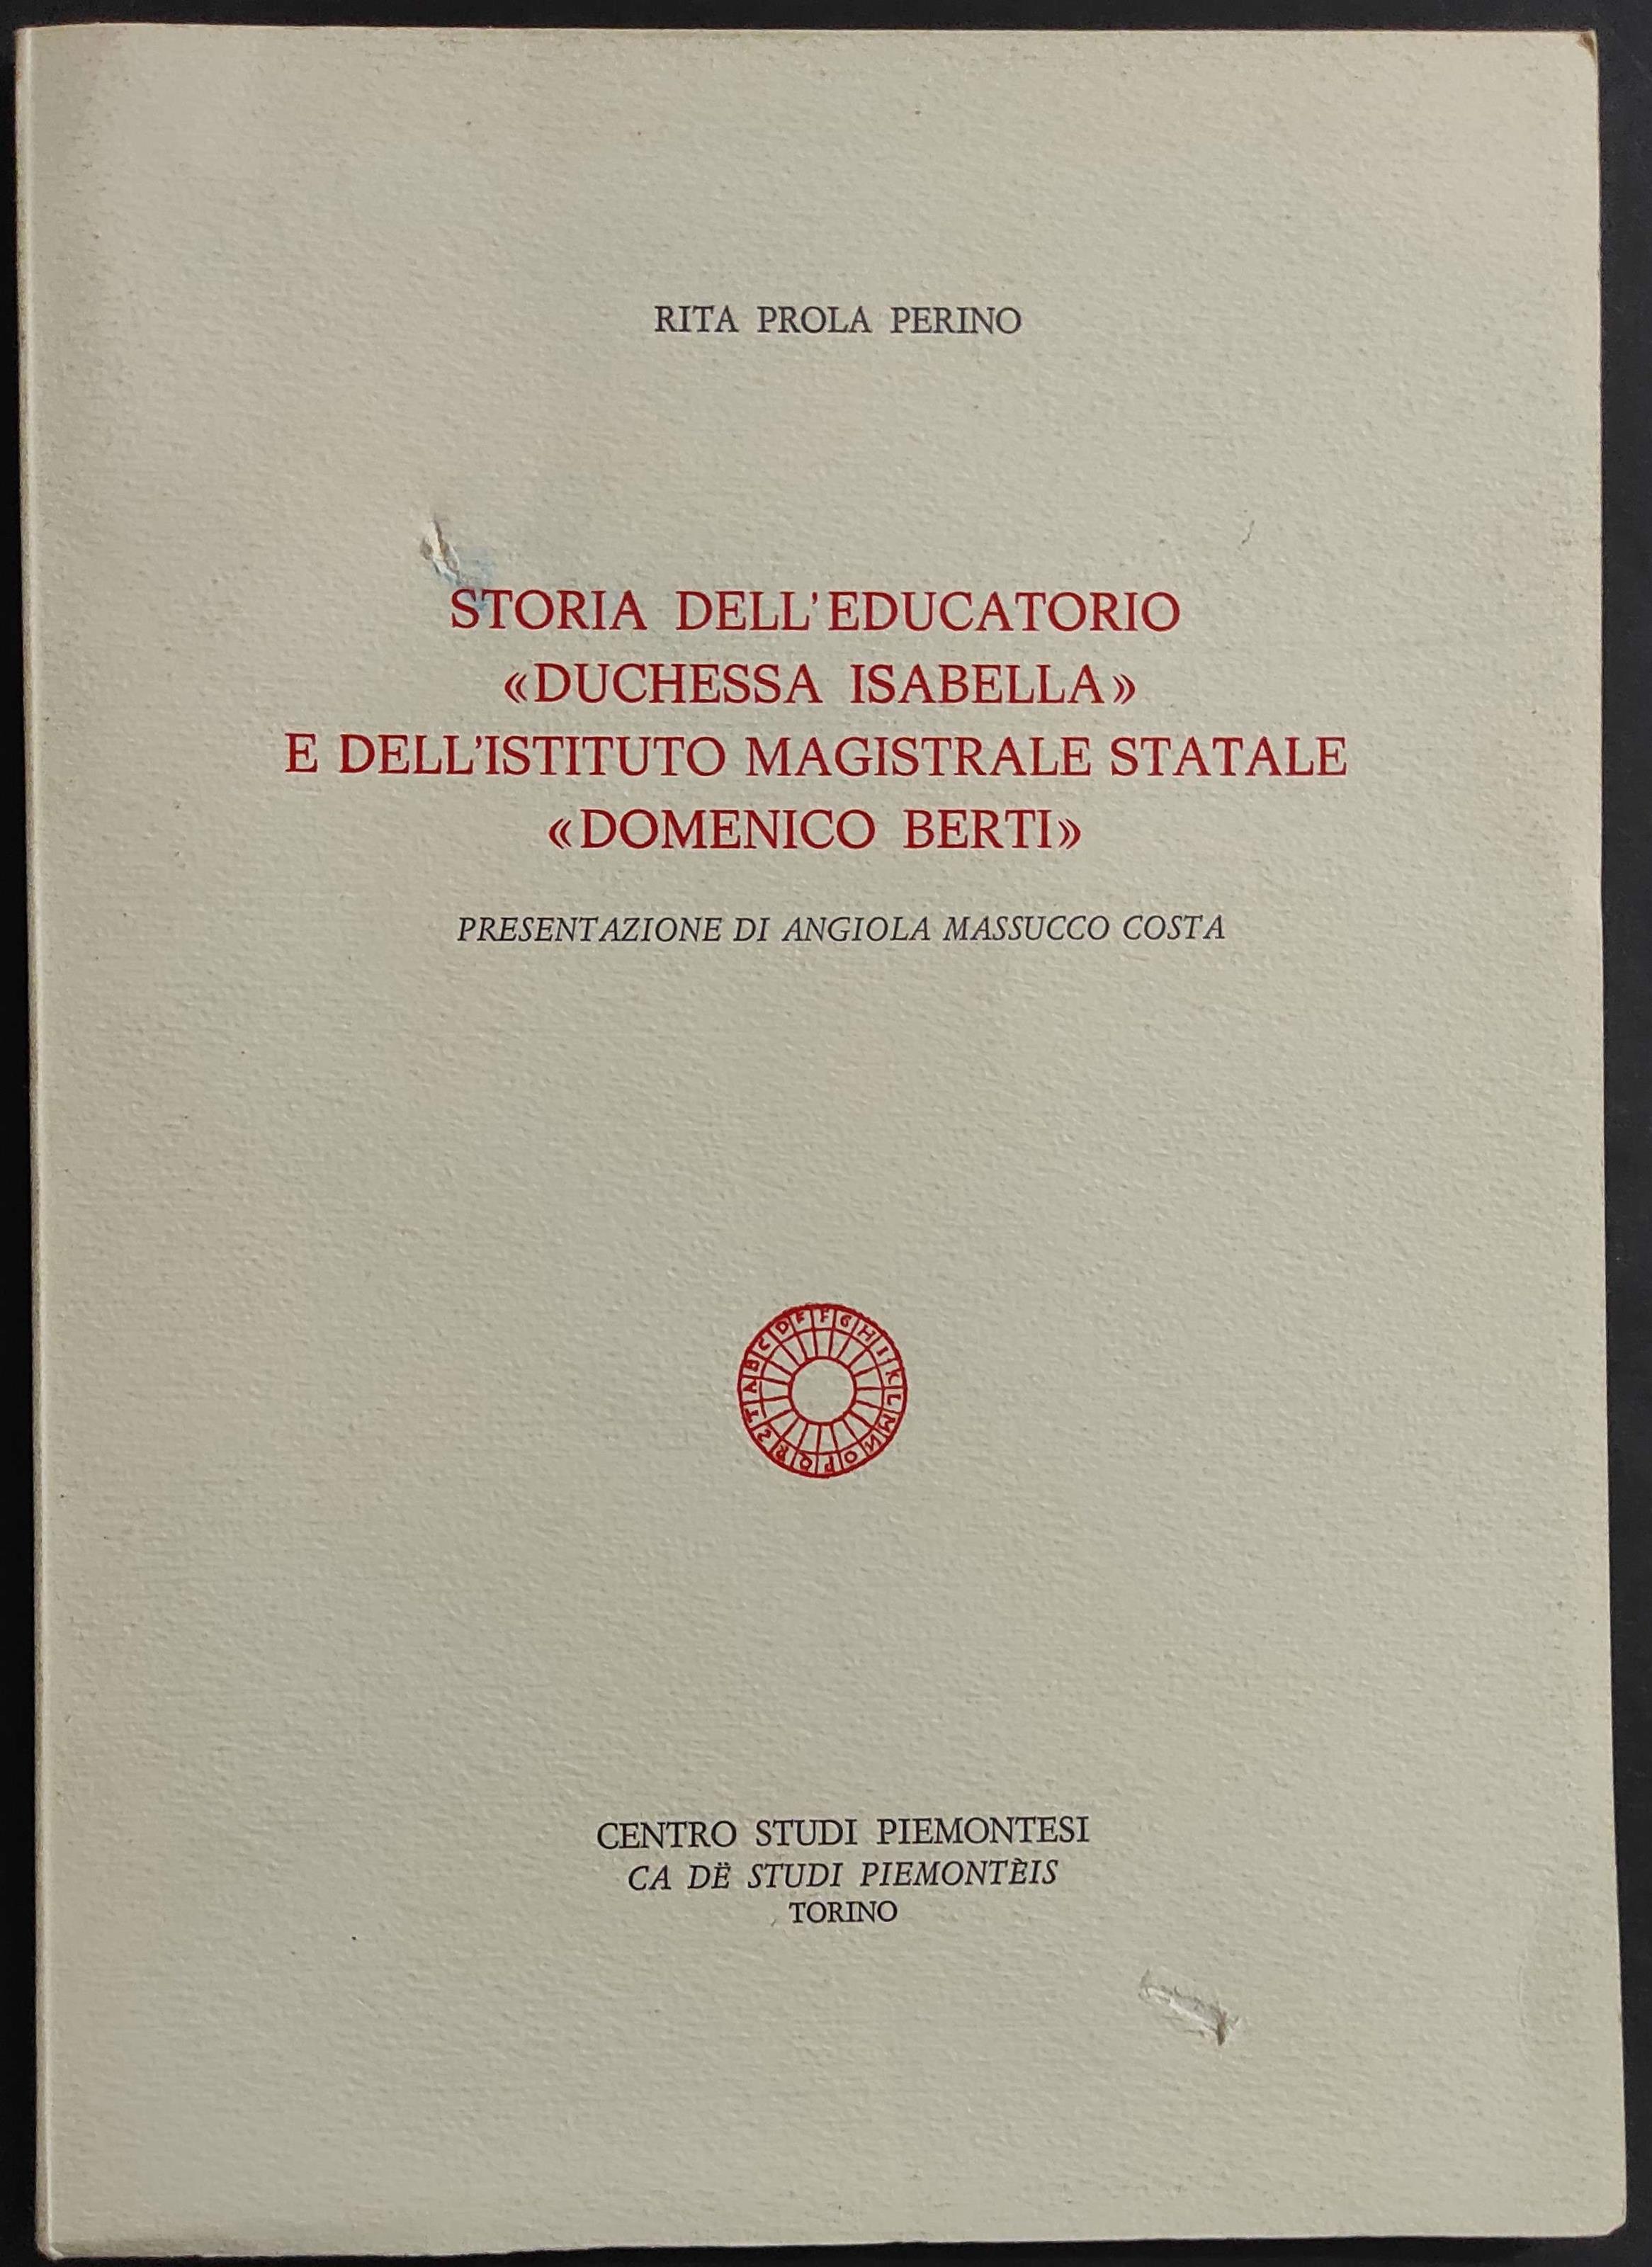 RITA PROLA PERINO
STORIA DELL'EDUCATORIO
«DUCHESSA ISABELLA»
E DELL'ISTITUTO MAGISTRALE STATALE
«DOMENICO BERTI»
PRESENTAZIONE DI ANGIOLA MASSUCCO COSTA
A B C D E F G H I K L M N O P Q R S T
CENTRO STUDI PIEMONTESI
CA DË STUDI PIEMONTÈIS
TORINO